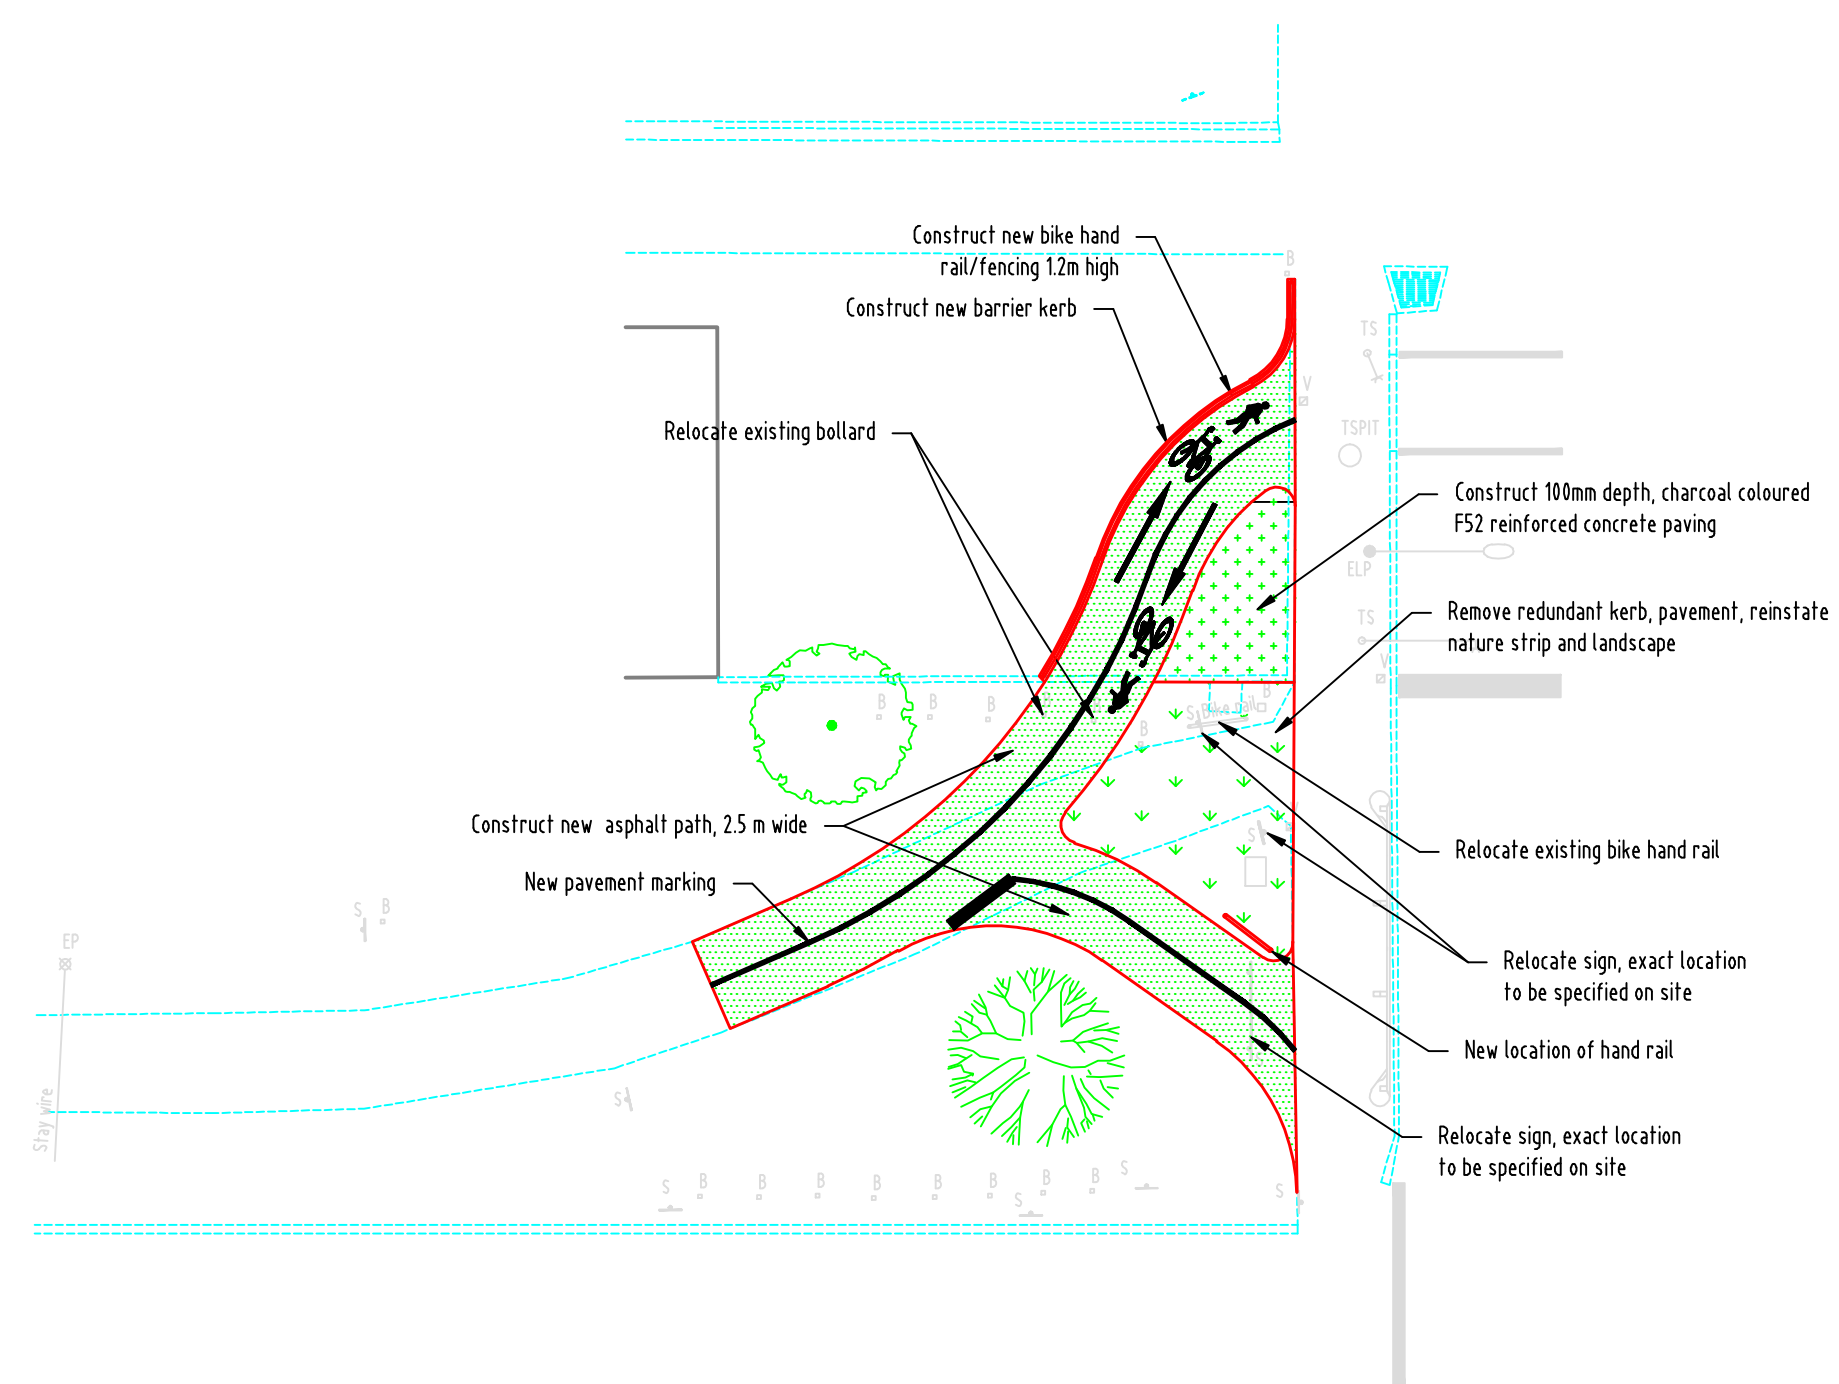 Construct new bike hand
rail/fencing 1.2m high
B
Construct new barrier kerb
TS
V
Relocate existing bollard
TSPIT
Construct 100mm depth, charcoal coloured
F52 reinforced concrete paving
ELP
TS
Remove redundant kerb, pavement, reinstate
nature strip and landscape
V
B
B
B
B
S
Bike rail
B
Construct new asphalt path, 2.5 m wide
S
Relocate existing bike hand rail
New pavement marking
S
B
EP
Relocate sign, exact location
to be specified on site
New location of hand rail
Stay wire
S
Relocate sign, exact location
to be specified on site
S
B
B
B
B
B
B
S
B
B
S
S